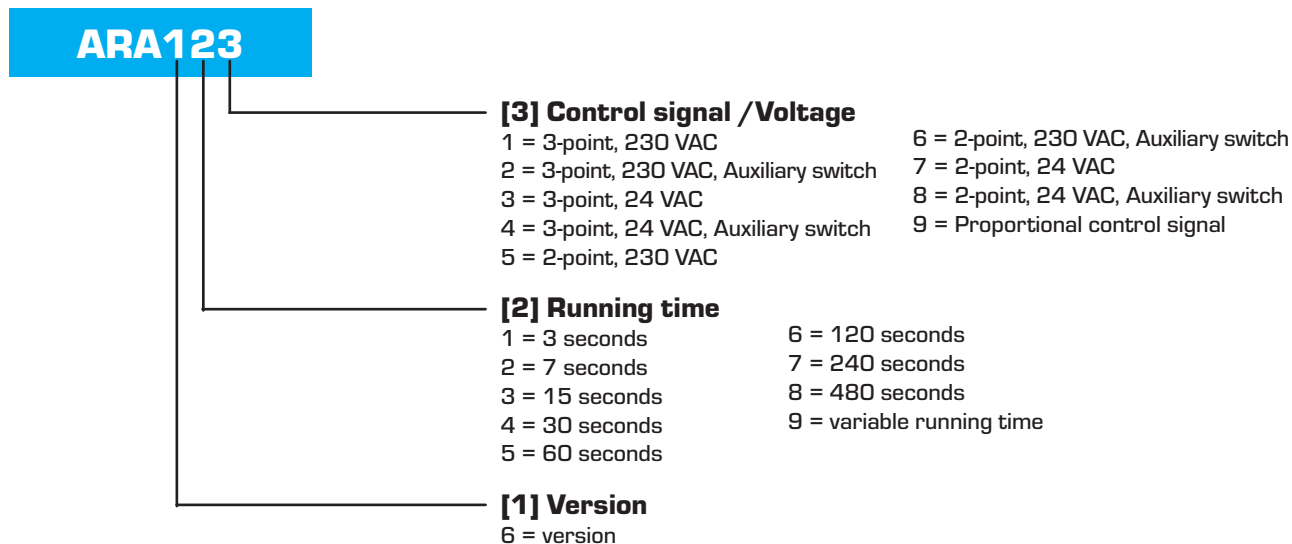 ARA123
[3] Control signal /Voltage
1 = 3-point, 230 VAC
2 = 3-point, 230 VAC, Auxiliary switch
3 = 3-point, 24 VAC
4 = 3-point, 24 VAC, Auxiliary switch
5 = 2-point, 230 VAC
6 = 2-point, 230 VAC, Auxiliary switch
7 = 2-point, 24 VAC
8 = 2-point, 24 VAC, Auxiliary switch
9 = Proportional control signal
[2] Running time
1 = 3 seconds
2 = 7 seconds
3 = 15 seconds
4 = 30 seconds
5 = 60 seconds
6 = 120 seconds
7 = 240 seconds
8 = 480 seconds
9 = variable running time
[1] Version
6 = version